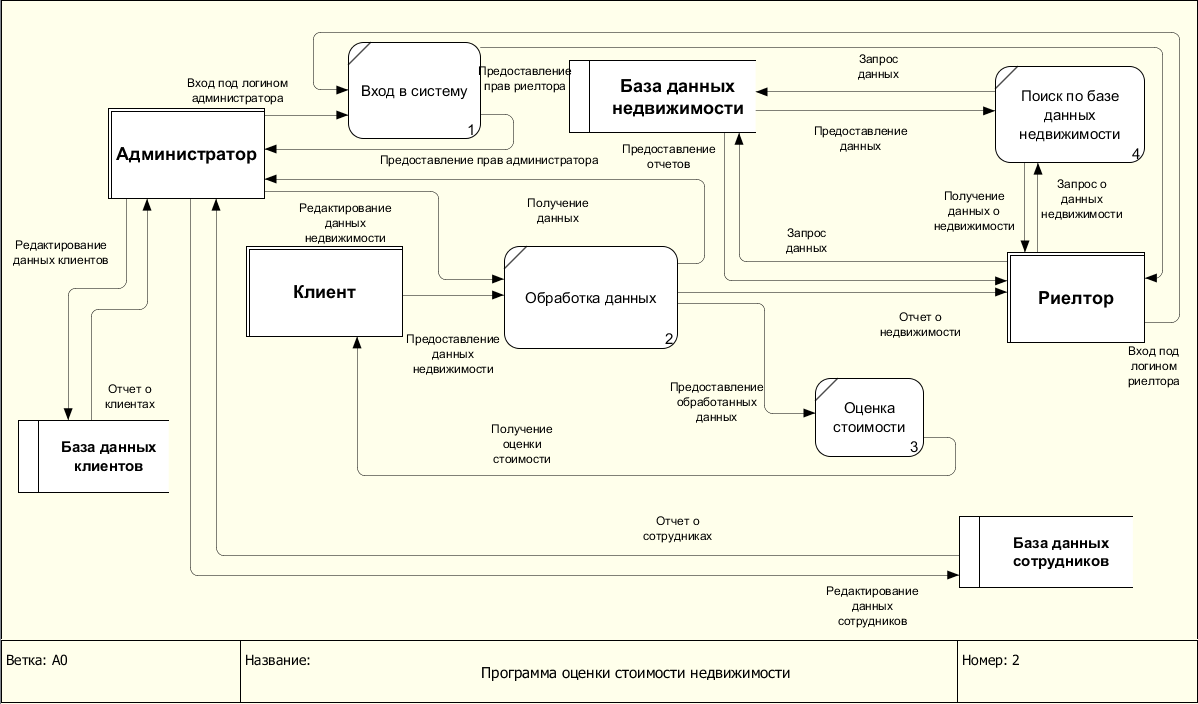 Вход в систему
1
Предоставление
прав риелтора
База данных
недвижимости
Запрос
данных
Поиск по базе
данных
недвижимости
4
Вход под логином
администратора
Администратор
Предоставление прав администратора
Предоставление
отчетов
Предоставление
данных
Получение
данных о
недвижимости
Запрос о
данных
недвижимости
Редактирование
данных
недвижимости
Получение
данных
Запрос
данных
Редактирование
данных клиентов
Клиент
Обработка данных
2
Риелтор
Предоставление
данных
недвижимости
Отчет о
недвижимости
Вход под
логином
риелтора
Отчет о
клиентах
Предоставление
обработанных
данных
Оценка
стоимости
3
База данных
клиентов
Получение
оценки
стоимости
Отчет о
сотрудниках
База данных
сотрудников
Редактирование
данных
сотрудников
Ветка: A0
Название:
Программа оценки стоимости недвижимости
Номер: 2